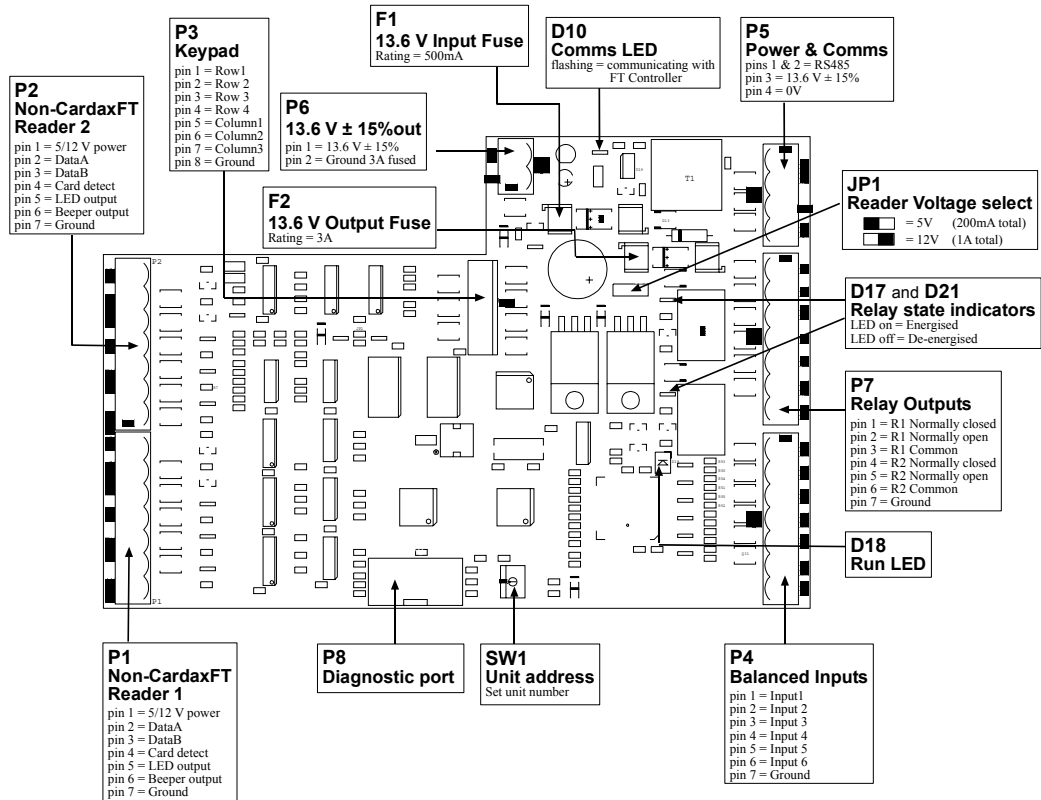 F1
13.6 V Input Fuse
Rating = 500mA
D10
Comms LED
flashing = communicating with
FT Controller
P5
Power & Comms
pins 1 & 2 = RS485
pin 3 = 13.6 V ± 15%
pin 4 = 0V
P3
Keypad
pin 1 = Row1
pin 2 = Row 2
pin 3 = Row 3
pin 4 = Row 4
pin 5 = Column1
pin 6 = Column2
pin 7 = Column3
pin 8 = Ground
P2
Non-CardaxFT
Reader 2
pin 1 = 5/12 V power
pin 2 = DataA
pin 3 = DataB
pin 4 = Card detect
pin 5 = LED output
pin 6 = Beeper output
pin 7 = Ground
P6
13.6 V ± 15%out
pin 1 = 13.6 V ± 15%
pin 2 = Ground 3A fused
F2
13.6 V Output Fuse
Rating = 3A
T1
JP1
Reader Voltage select
= 5V (200mA total)
= 12V (1A total)
P2
D17 and D21
Relay state indicators
LED on = Energised
LED off = De-energised
P7
Relay Outputs
pin 1 = R1 Normally closed
pin 2 = R1 Normally open
pin 3 = R1 Common
pin 4 = R2 Normally closed
pin 5 = R2 Normally open
pin 6 = R2 Common
pin 7 = Ground
D18
Run LED
P1
P1
Non-CardaxFT
Reader 1
pin 1 = 5/12 V power
pin 2 = DataA
pin 3 = DataB
pin 4 = Card detect
pin 5 = LED output
pin 6 = Beeper output
pin 7 = Ground
P8
Diagnostic port
SW1
Unit address
Set unit number
P4
Balanced Inputs
pin 1 = Input1
pin 2 = Input 2
pin 3 = Input 3
pin 4 = Input 4
pin 5 = Input 5
pin 6 = Input 6
pin 7 = Ground